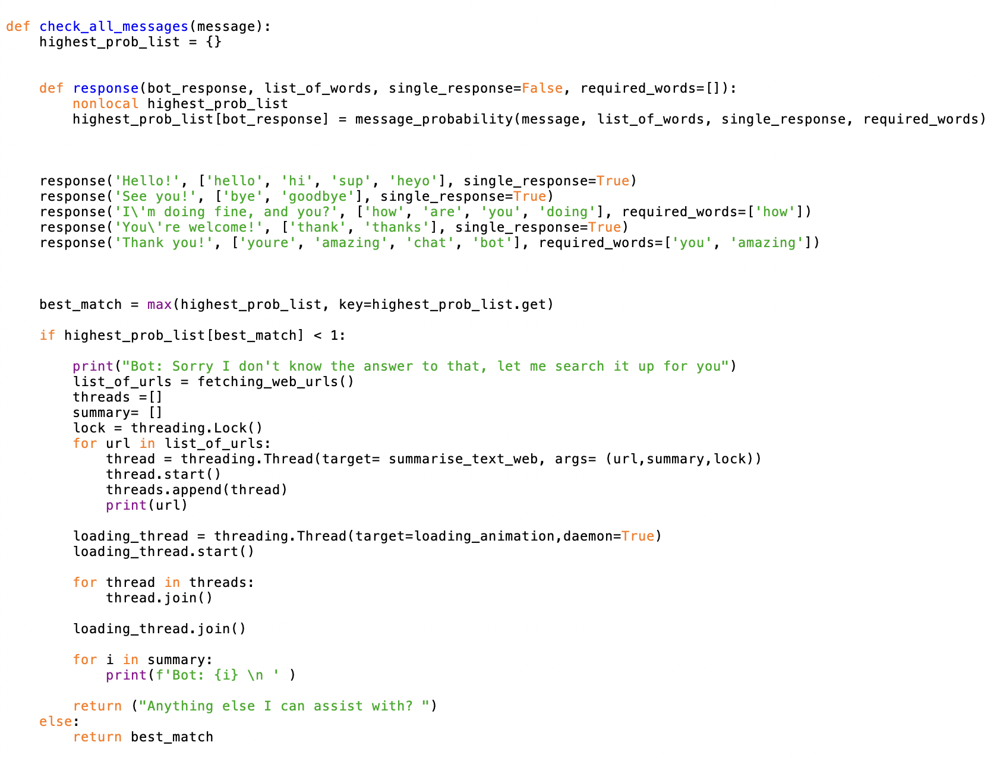 def check_all_messages(message):
    highest_prob_list = {}


    def response(bot_response, list_of_words, single_response=False, required_words=[]):
        nonlocal highest_prob_list
        highest_prob_list[bot_response] = message_probability(message, list_of_words, single_response, required_words)



    response('Hello!', ['hello', 'hi', 'sup', 'heyo'], single_response=True)
    response('See you!', ['bye', 'goodbye'], single_response=True)
    response('I\'m doing fine, and you?', ['how', 'are', 'you', 'doing'], required_words=['how'])
    response('You\'re welcome!', ['thank', 'thanks'], single_response=True)
    response('Thank you!', ['youre', 'amazing', 'chat', 'bot'], required_words=['you', 'amazing'])



    best_match = max(highest_prob_list, key=highest_prob_list.get)

    if highest_prob_list[best_match] < 1:

        print("Bot: Sorry I don't know the answer to that, let me search it up for you")
        list_of_urls = fetching_web_urls()
        threads =[]
        summary= []
        lock = threading.Lock()
        for url in list_of_urls:
            thread = threading.Thread(target= summarise_text_web, args= (url,summary,lock))
            thread.start()
            threads.append(thread)
            print(url)

        loading_thread = threading.Thread(target=loading_animation,daemon=True)
        loading_thread.start()

        for thread in threads:
            thread.join()

        loading_thread.join()

        for i in summary:
            print(f'Bot: {i} \n ' )

        return ("Anything else I can assist with? ")
    else:
        return best_match